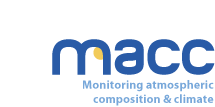 macc
Monitoring atmospheric
composition & climate